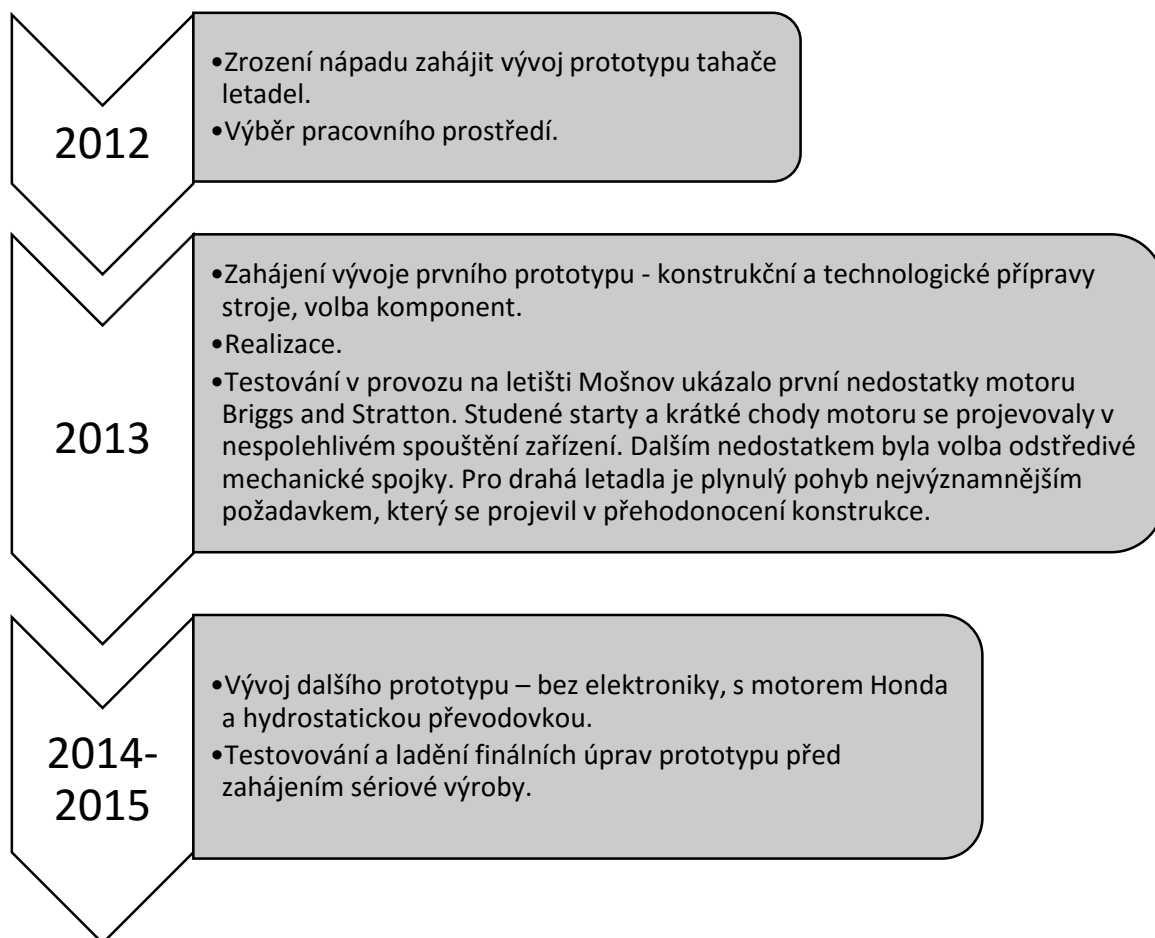 2012
•Zrození nápadu zahájit vývoj prototypu tahače
letadel.
•Výběr pracovního prostředí.
2013
•Zahájení vývoje prvního prototypu - konstrukční a technologické přípravy
stroje, volba komponent.
•Realizace.
•Testování v provozu na letišti Mošnov ukázalo první nedostatky motoru
Briggs and Stratton. Studené starty a krátké chody motoru se projevovaly v
nespolehlivém spouštění zařízení. Dalším nedostatkem byla volba odstředivé
mechanické spojky. Pro drahá letadla je plynulý pohyb nejvýznamnějším
požadavkem, který se projevil v přehodonocení konstrukce.
2014-
2015
•Vývoj dalšího prototypu – bez elektroniky, s motorem Honda
a hydrostatickou převodovkou.
•Testovování a ladění finálních úprav prototypu před
zahájením sériové výroby.